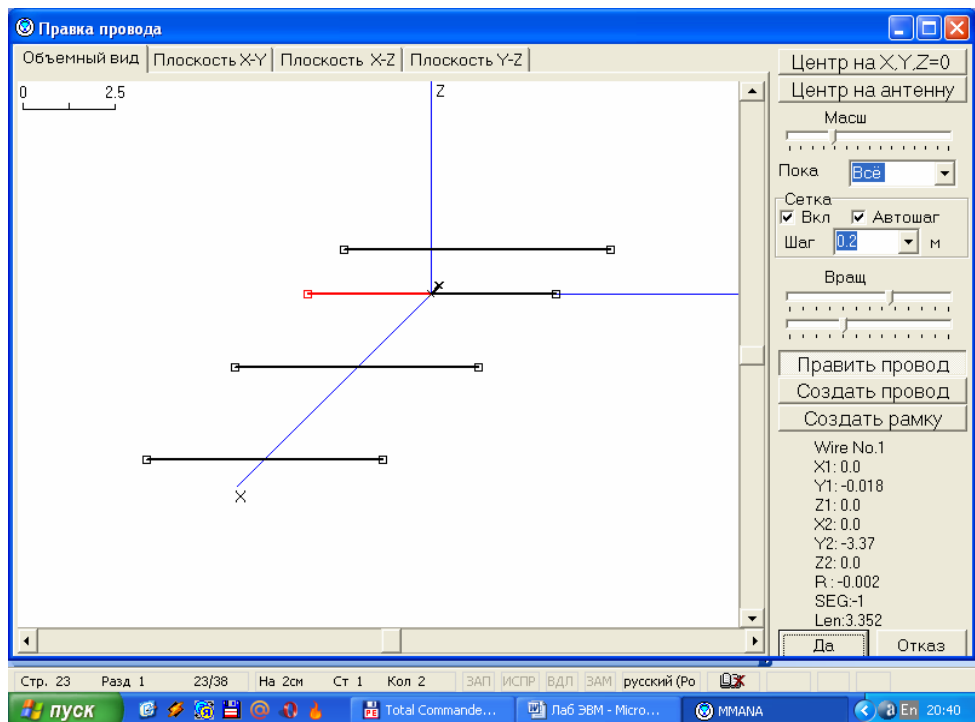 Правка провода
Объемный вид Плоскость X-Y Плоскость X-Z Плоскость Y-Z
0 2.5
Z
X
Центр на X,Y,Z=0
Центр на антенну
Масш
Пока Всё
Сетка
Вкл Автошаг
Шаг 0.2 м
Вращ
Править провод
Создать провод
Создать рамку
Wire No.1
X1: 0.0
Y1: -0.018
Z1: 0.0
X2: 0.0
Y2: -3.37
Z2: 0.0
R : -0.002
SEG:-1
Len:3.352
Да Отказ
Стр. 23 Разд 1 23/38 На 2см Ст 1 Кол 2 ЗАП ИСПР ВДЛ ЗАМ русский (Ро
пуск Total Commande... Лаб ЭВМ - Micro... MMANA En 20:40